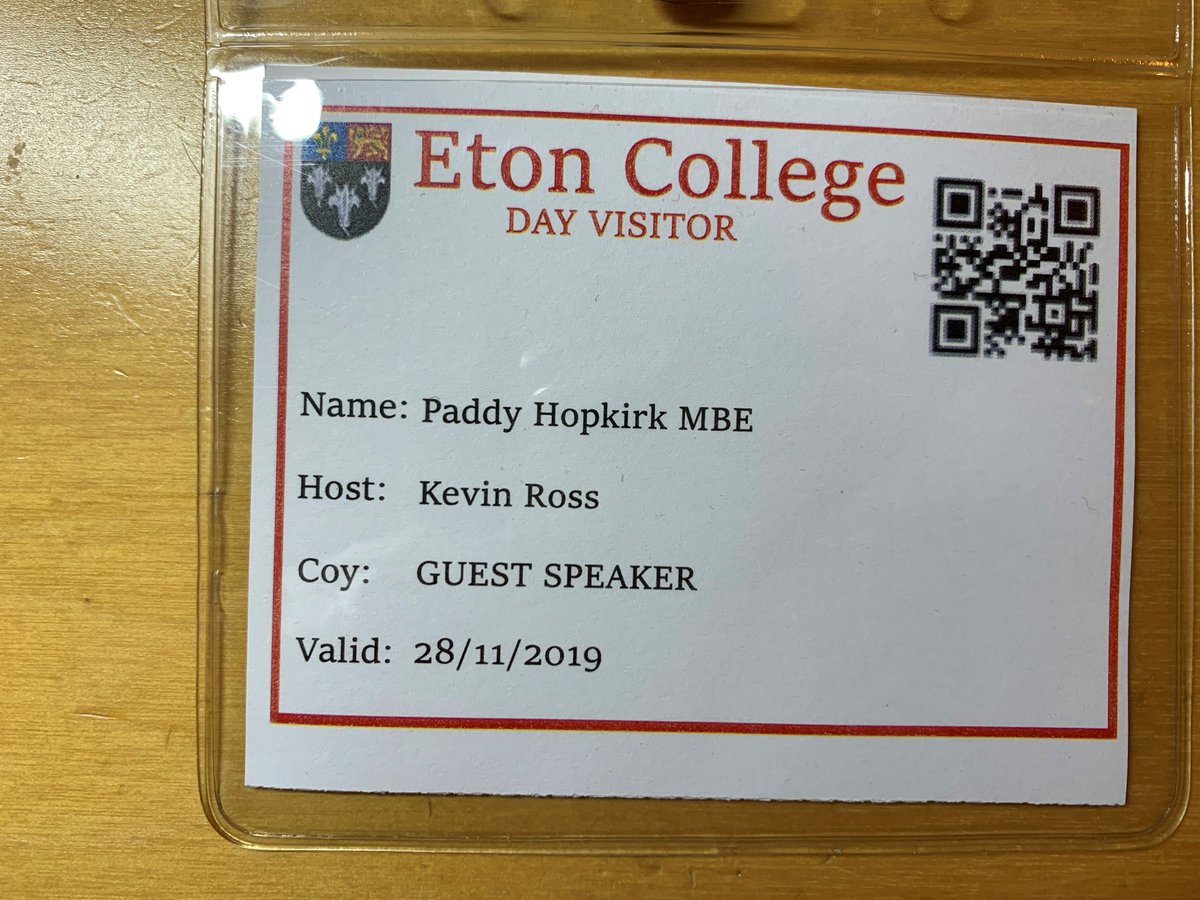 Eton College
DAY VISITOR
Name: Paddy Hopkirk MBE
Host: Kevin Ross
Coy: GUEST SPEAKER
Valid: 28/11/2019